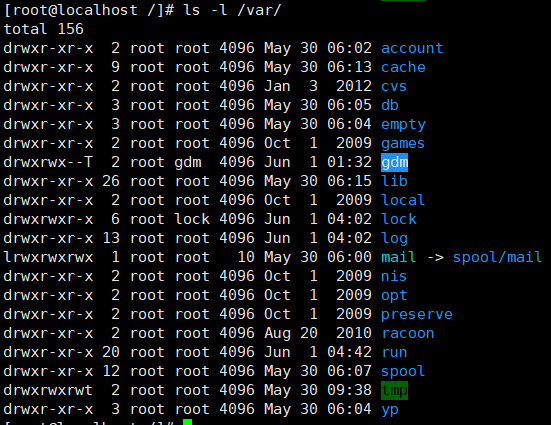 [root@localhost /]# ls -l /var/
total 156
drwxr-xr-x  2 root root 4096 May 30 06:02 account
drwxr-xr-x  9 root root 4096 May 30 06:13 cache
drwxr-xr-x  2 root root 4096 Jan  3  2012 cvs
drwxr-xr-x  3 root root 4096 May 30 06:05 db
drwxr-xr-x  3 root root 4096 May 30 06:04 empty
drwxr-xr-x  2 root root 4096 Oct  1  2009 games
drwxrwx--T  2 root gdm  4096 Jun  1 01:32 gdm
drwxr-xr-x 26 root root 4096 May 30 06:15 lib
drwxr-xr-x  2 root root 4096 Oct  1  2009 local
drwxrwxr-x  6 root lock 4096 Jun  1 04:02 lock
drwxr-xr-x 13 root root 4096 Jun  1 04:02 log
lrwxrwxrwx  1 root root   10 May 30 06:00 mail -> spool/mail
drwxr-xr-x  2 root root 4096 Oct  1  2009 nis
drwxr-xr-x  2 root root 4096 Oct  1  2009 opt
drwxr-xr-x  2 root root 4096 Oct  1  2009 preserve
drwxr-xr-x  2 root root 4096 Aug 20  2010 racoon
drwxr-xr-x 20 root root 4096 Jun  1 04:42 run
drwxr-xr-x 12 root root 4096 May 30 06:07 spool
drwxrwxrwt  2 root root 4096 May 30 09:38 tmp
drwxr-xr-x  3 root root 4096 May 30 06:04 yp
[root@localhost /]#